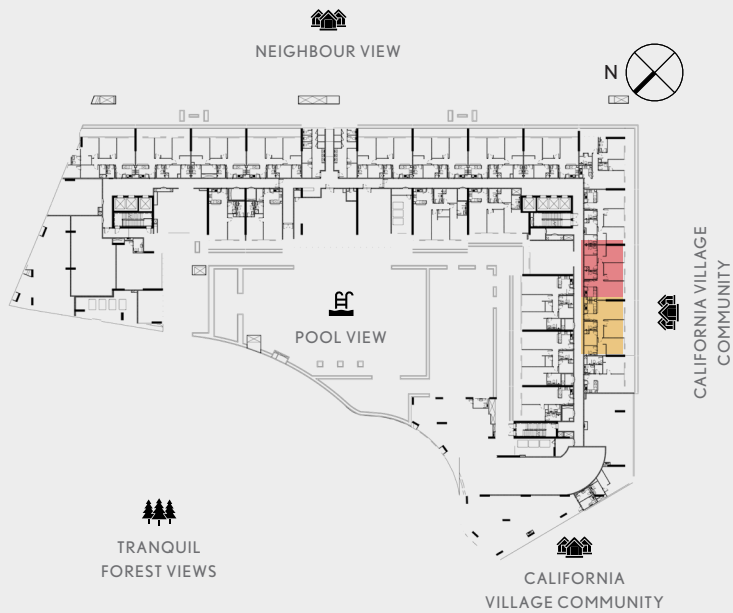 NEIGHBOUR VIEW
N
CALIFORNIA VILLAGE
COMMUNITY
POOL VIEW
TRANQUIL
FOREST VIEWS
CALIFORNIA
VILLAGE COMMUNITY